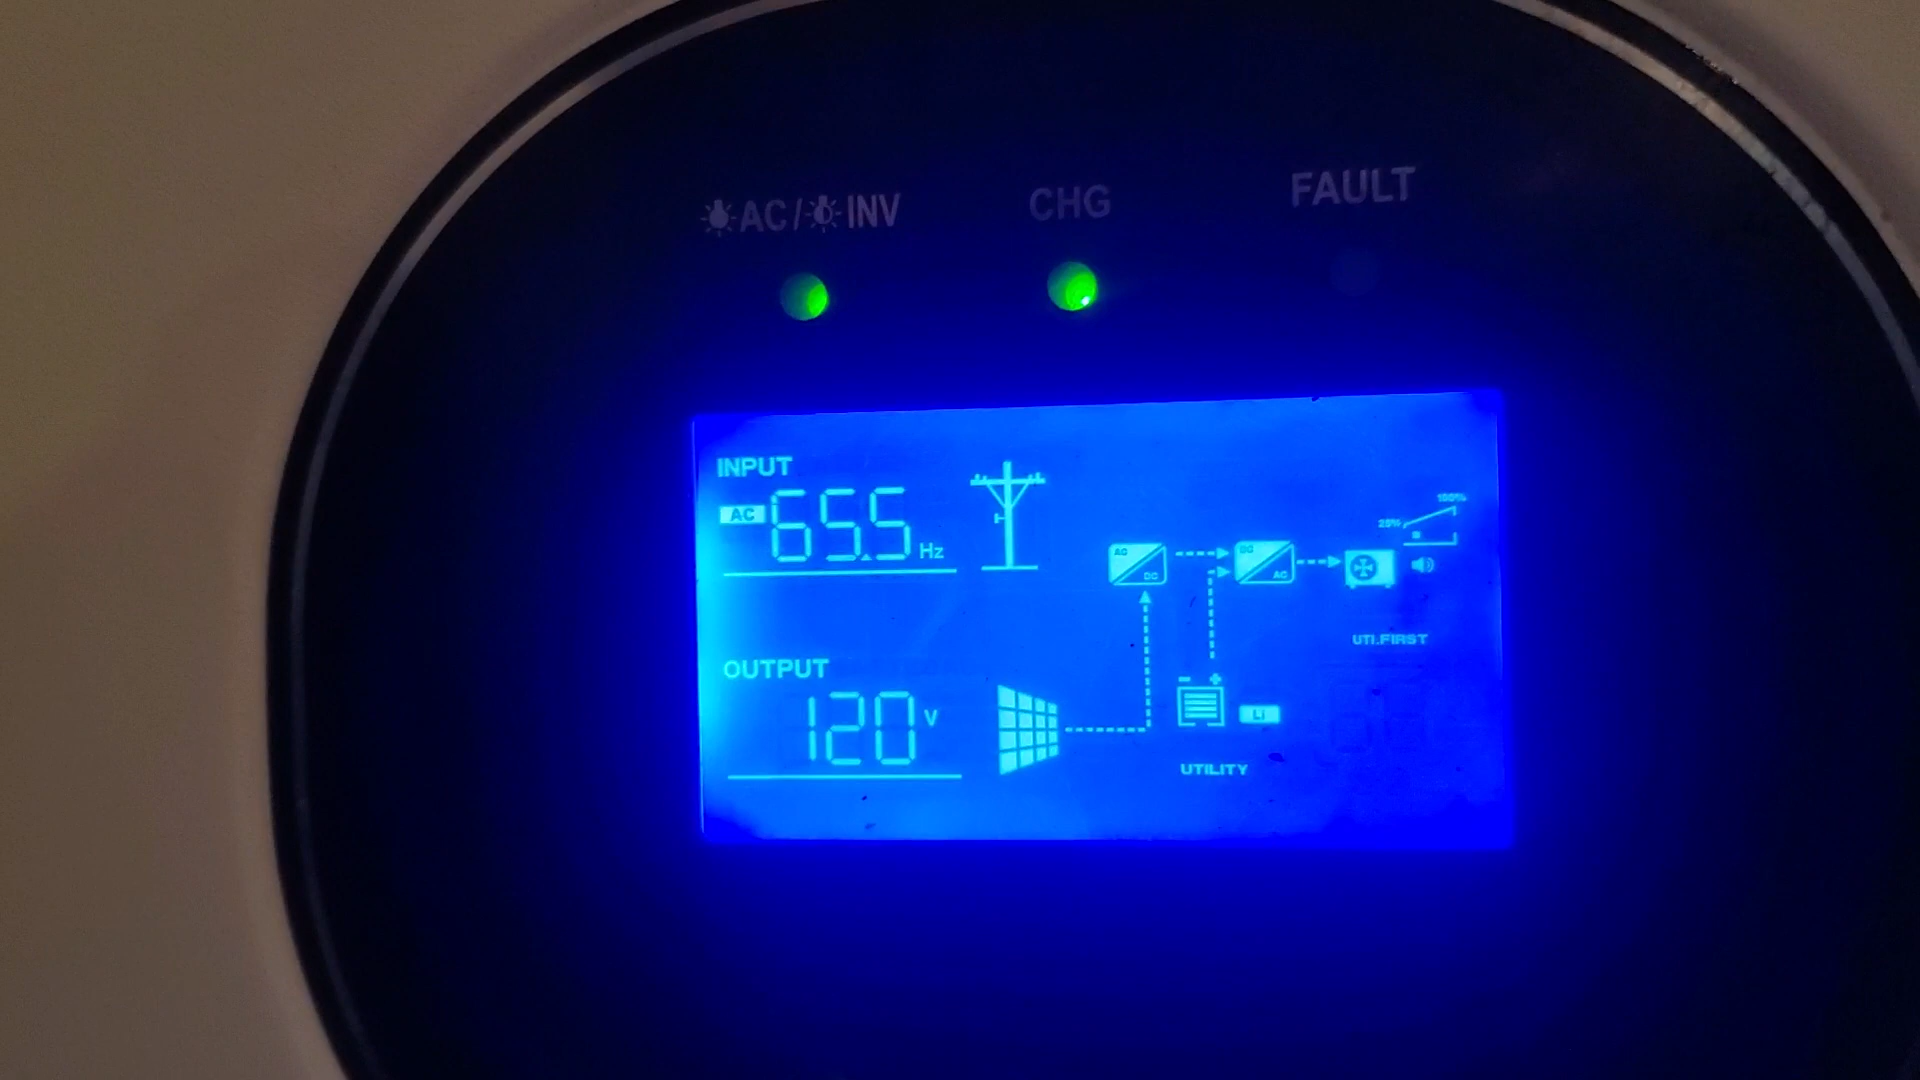 AC/ INV CHG FAULT
INPUT
AC 65.5 Hz
100%
25%
AC DC
DC AC
UTI.FIRST
OUTPUT
120 V
- +
Li
UTILITY